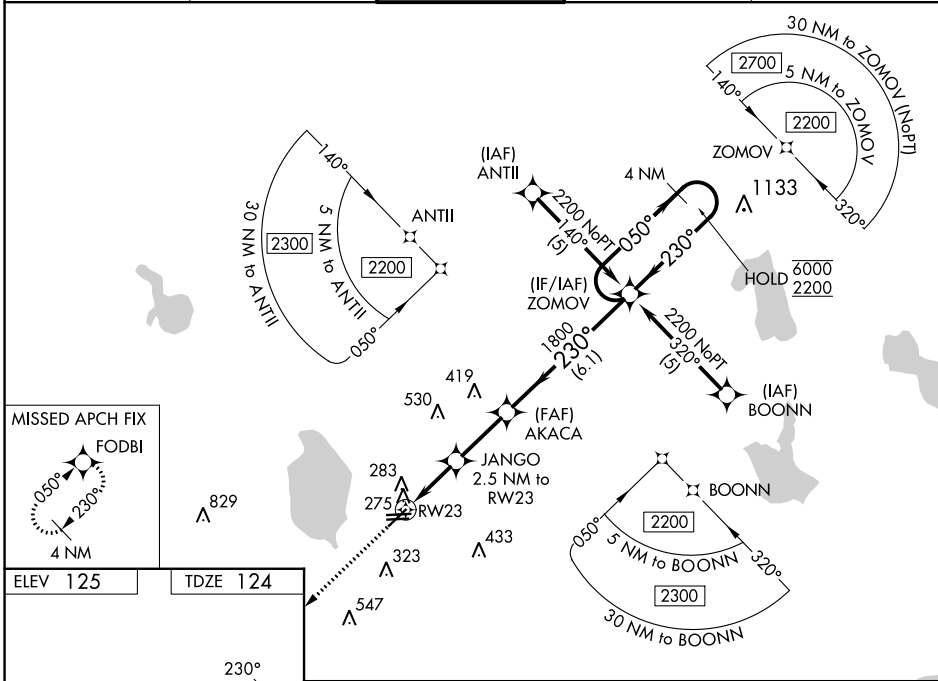 30 NM to ZOMOV (NoPT)
2700
5 NM to ZOMOV
140°
2200
ZOMOV
320°
1133
(IAF)
ANTII
4 NM
2200 NoPT
140°
(5)
050°
230°
HOLD 6000
2200
(IF/IAF)
ZOMOV
140°
ANTII
5 NM to ANTII
30 NM to ANTII
2300
2200
050°
1800
230°
(6.1)
2200 NoPT
320°
(5)
(IAF)
BOONN
419
530
(FAF)
AKACA
JANGO
2.5 NM to
RW23
283
275
RW23
829
433
323
547
BOONN
050°
2200
5 NM to BOONN
320°
2300
30 NM to BOONN
MISSED APCH FIX
FODBI
050°
230°
4 NM
ELEV 125
TDZE 124
230°